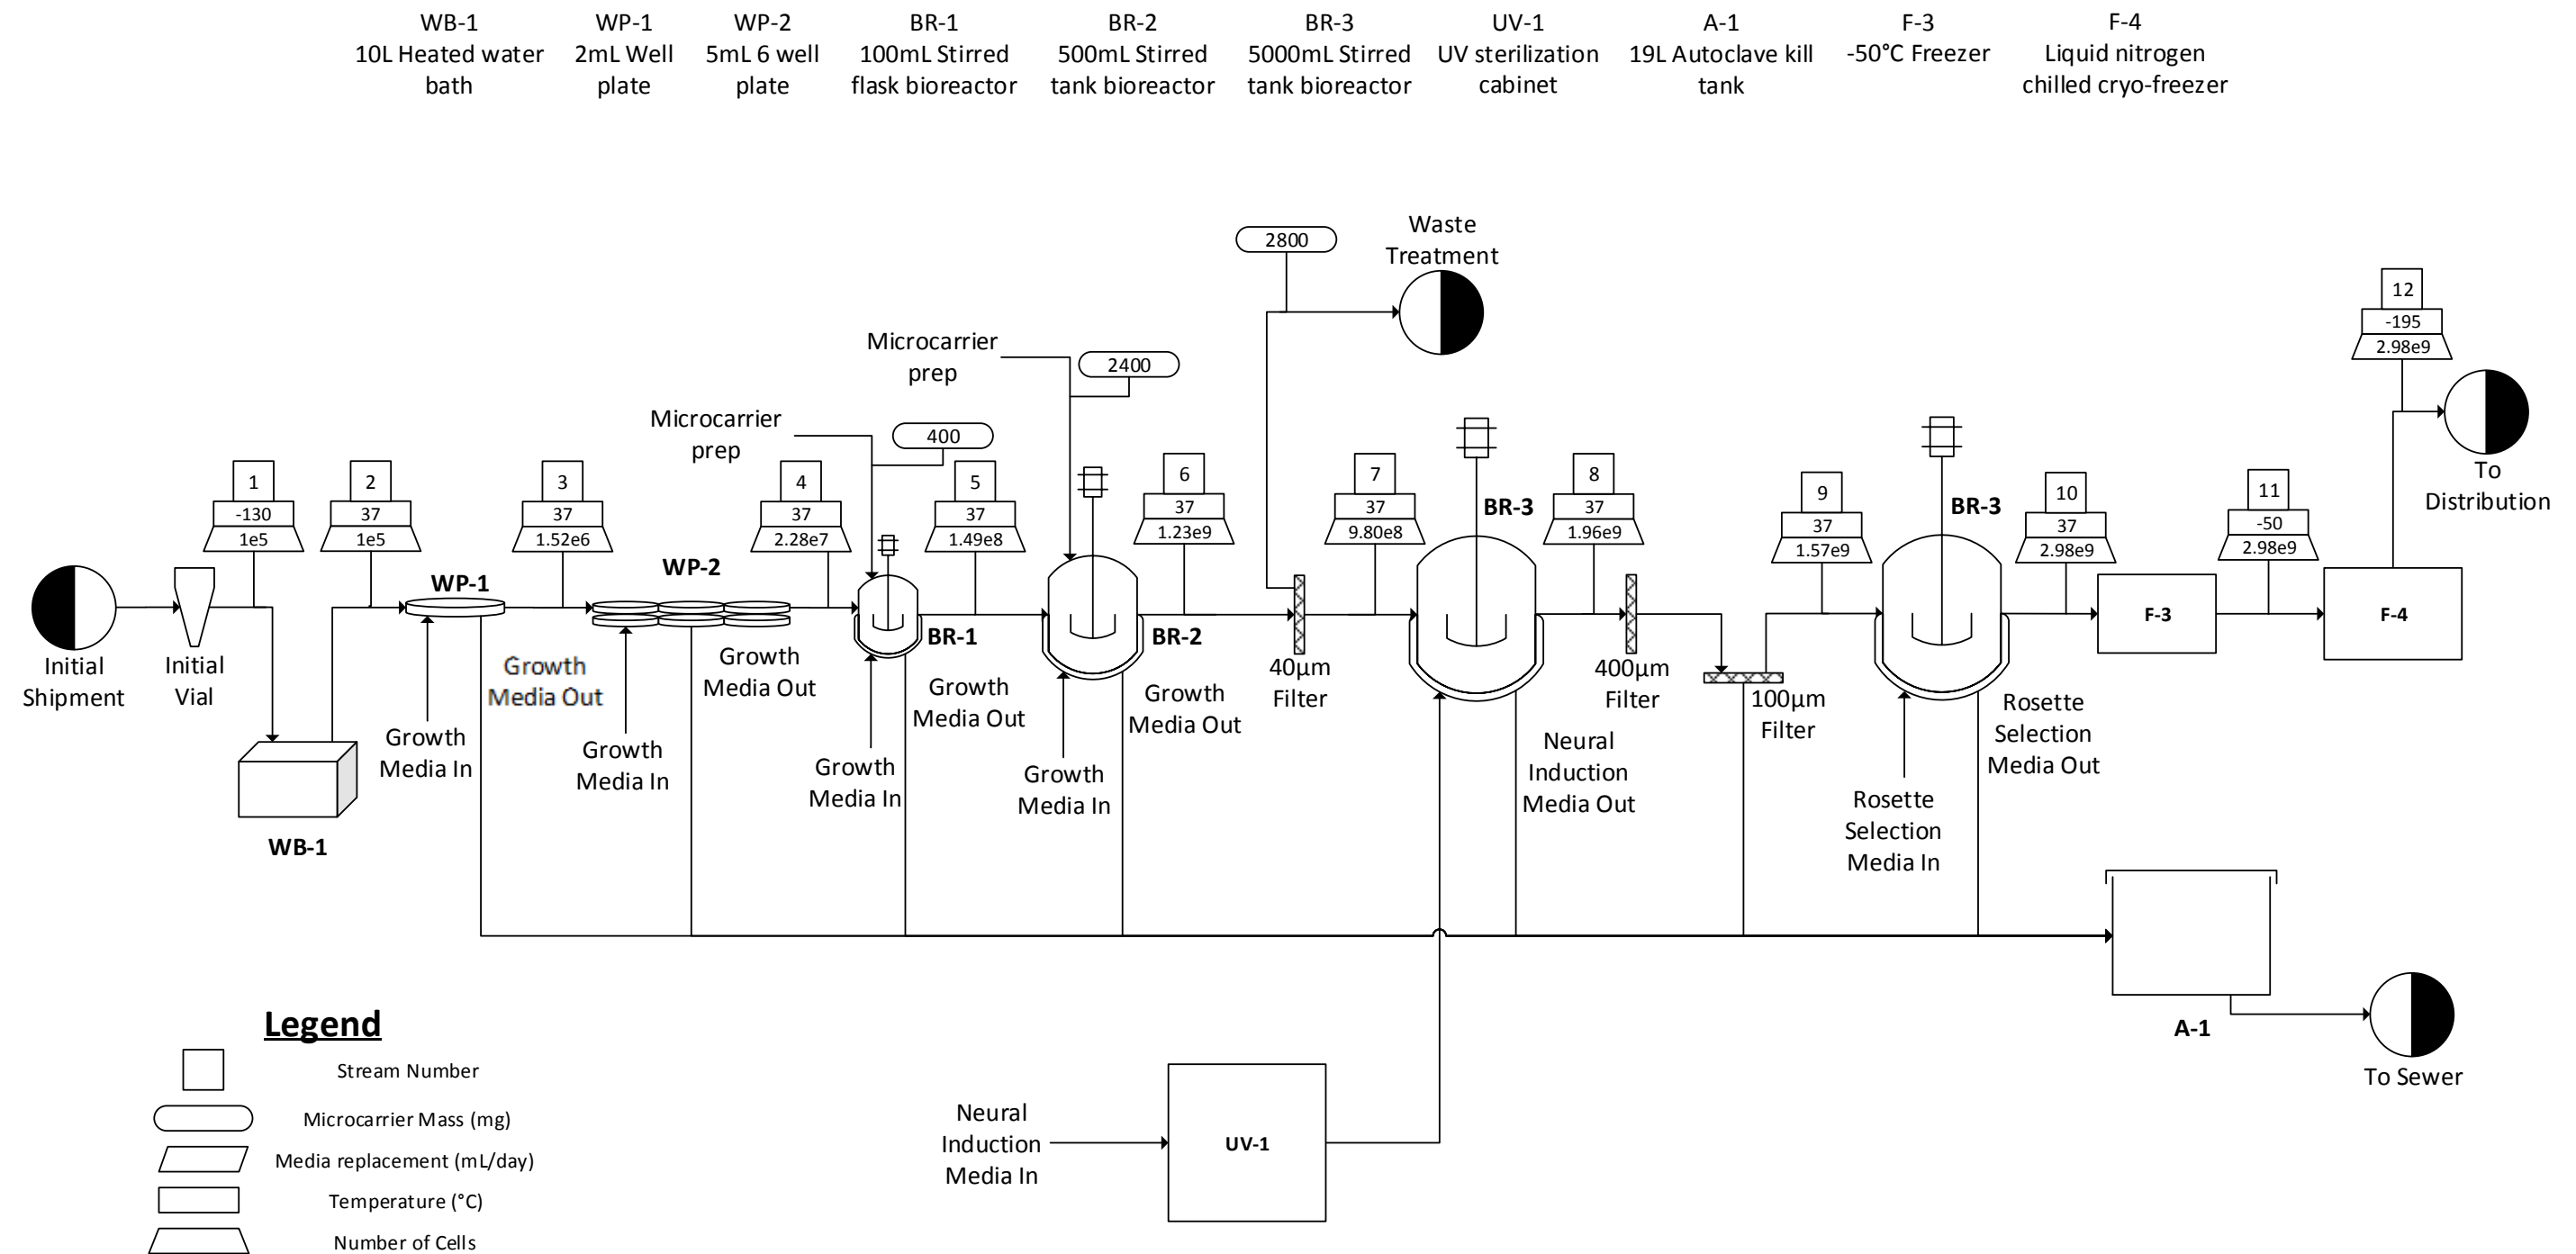 WB-1
10L Heated water
bath
WP-1
2mL Well
plate
WP-2
5mL 6 well
plate
BR-1
100mL Stirred
flask bioreactor
BR-2
500mL Stirred
tank bioreactor
BR-3
5000mL Stirred
tank bioreactor
UV-1
UV sterilization
cabinet
A-1
19L Autoclave kill
tank
F-3
-50°C Freezer
F-4
Liquid nitrogen
chilled cryo-freezer
Waste
Treatment
2800
12
-195
2.98e9
Microcarrier
prep
2400
Microcarrier
prep
400
1
-130
1e5
2
37
1e5
3
37
1.52e6
4
37
2.28e7
5
37
1.49e8
6
37
1.23e9
7
37
9.80e8
8
37
1.96e9
9
37
1.57e9
10
37
2.98e9
11
-50
2.98e9
To
Distribution
BR-3
BR-3
WP-1
WP-2
BR-1
BR-2
F-3
F-4
Initial
Shipment
Initial
Vial
Growth
Media Out
Growth
Media Out
Growth
Media Out
Growth
Media Out
40µm
Filter
400µm
Filter
100µm
Filter
Rosette
Selection
Media Out
Growth
Media In
Growth
Media In
Growth
Media In
Growth
Media In
Neural
Induction
Media Out
Rosette
Selection
Media In
WB-1
A-1
To Sewer
Neural
Induction
Media In
UV-1
Legend
Stream Number
Microcarrier Mass (mg)
Media replacement (mL/day)
Temperature (°C)
Number of Cells